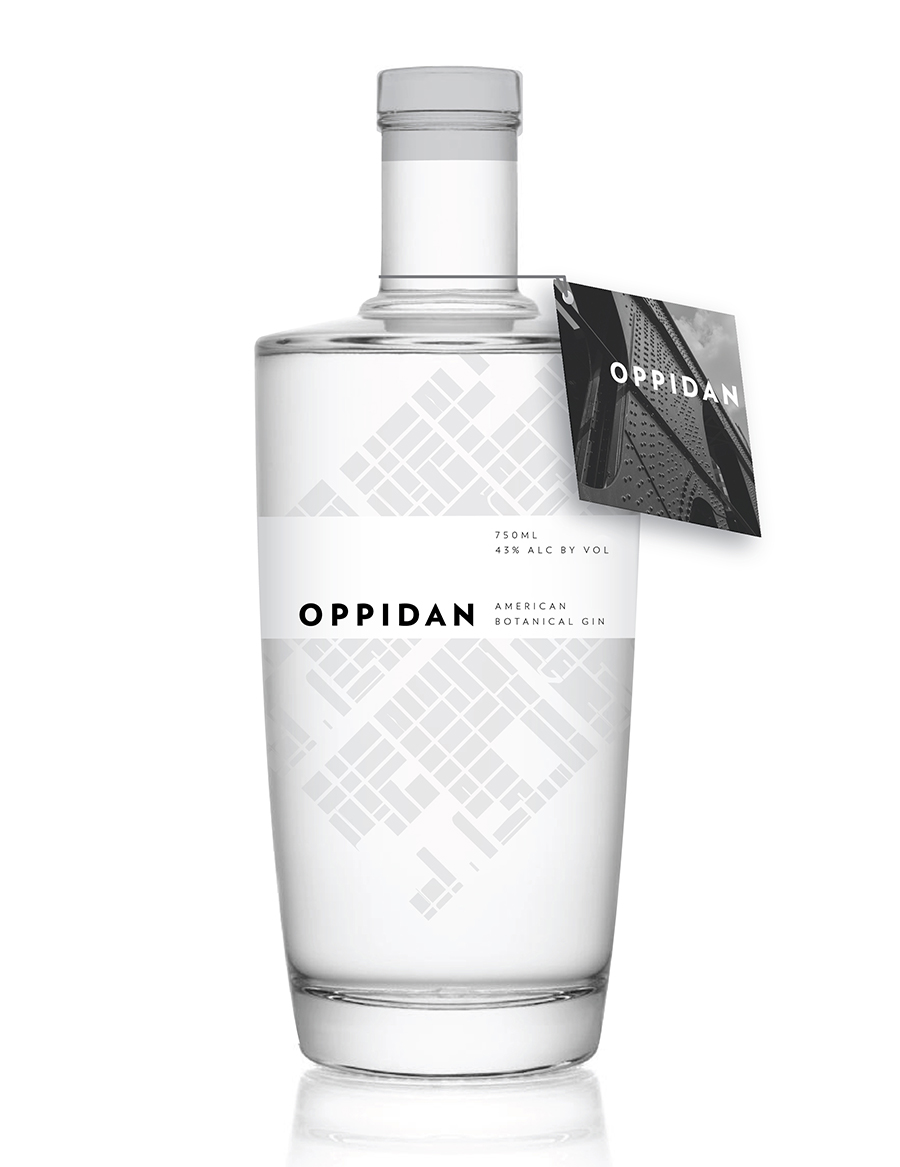 OPPIDAN
750ML
43% ALC BY VOL
OPPIDAN
AMERICAN
BOTANICAL GIN